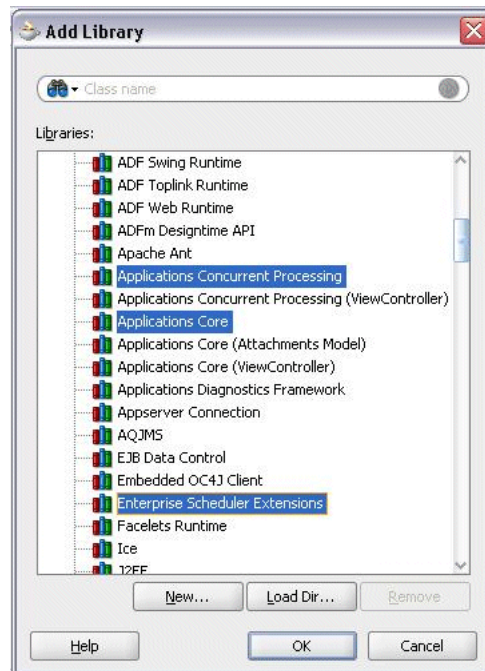 Add Library
Class name
Libraries:
ADF Swing Runtime
ADF Toplink Runtime
ADF Web Runtime
ADFm Designtime API
Apache Ant
Applications Concurrent Processing
Applications Concurrent Processing (ViewController)
Applications Core
Applications Core (Attachments Model)
Applications Core (ViewController)
Applications Diagnostics Framework
Appserver Connection
AQJMS
EJB Data Control
Embedded OC4J Client
Enterprise Scheduler Extensions
Facelets Runtime
Ice
J2EE
New... Load Dir... Remove
Help OK Cancel